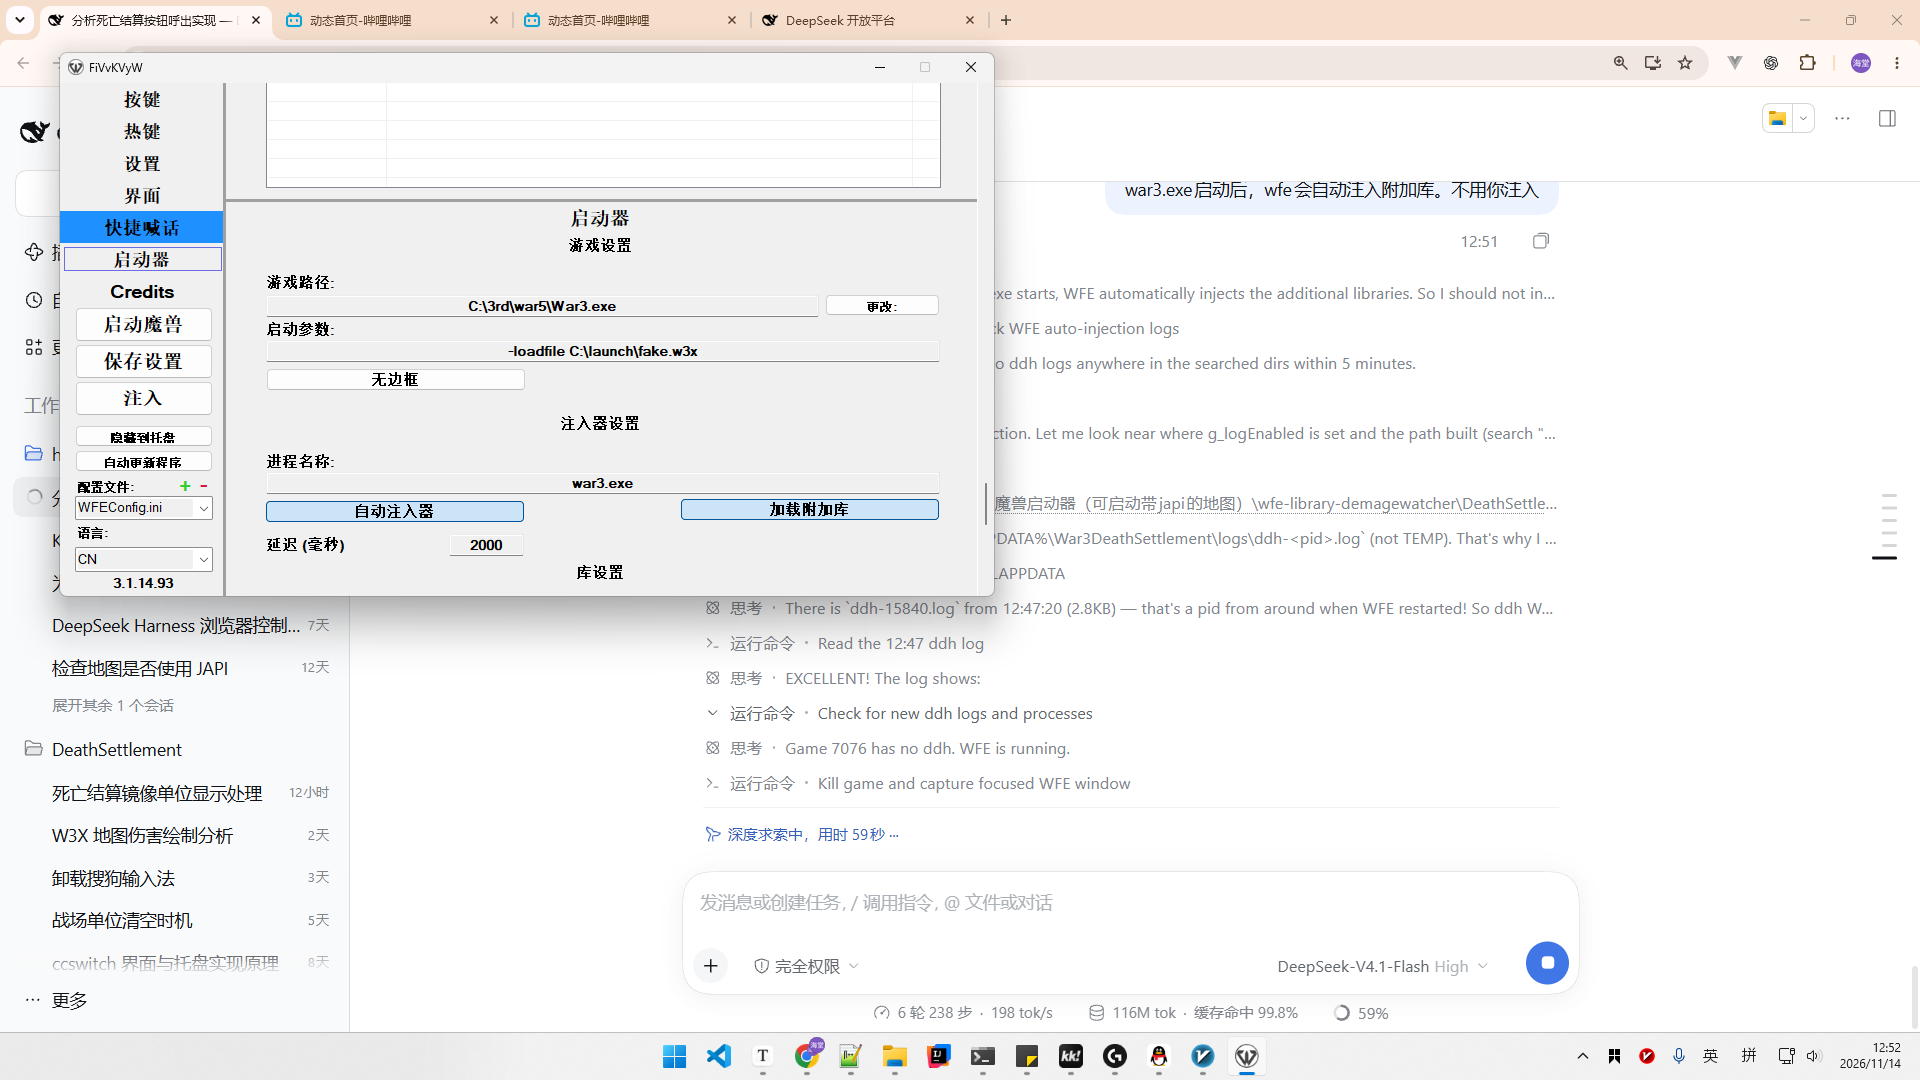 分析死亡结算按钮呼出实现 —
动态首页-哔哩哔哩
动态首页-哔哩哔哩
DeepSeek 开放平台
海堂
FiVvKVyW
按键
热键
设置
界面
快捷喊话
启动器
Credits
启动魔兽
保存设置
注入
隐藏到托盘
自动更新程序
配置文件:
+ -
WFEConfig.ini
语言:
CN
3.1.14.93
启动器
游戏设置
游戏路径:
C:\3rd\war5\War3.exe
更改:
启动参数:
-loadfile C:\launch\fake.w3x
无边框
注入器设置
进程名称:
war3.exe
自动注入器
加载附加库
延迟 (毫秒)
2000
库设置
工作
DeepSeek Harness 浏览器控制... 7天
检查地图是否使用 JAPI 12天
展开其余 1 个会话
DeathSettlement
死亡结算镜像单位显示处理 12小时
W3X 地图伤害绘制分析 2天
卸载搜狗输入法 3天
战场单位清空时机 5天
ccswitch 界面与托盘实现原理 8天
更多
war3.exe启动后，wfe会自动注入附加库。不用你注入
12:51
xe starts, WFE automatically injects the additional libraries. So I should not in...
ck WFE auto-injection logs
o ddh logs anywhere in the searched dirs within 5 minutes.
ction. Let me look near where g_logEnabled is set and the path built (search "...
魔兽启动器（可启动带japi的地图）\wfe-library-demagewatcher\DeathSettle...
PDATA%\War3DeathSettlement\logs\ddh-<pid>.log` (not TEMP). That's why I ...
LAPPDATA
思考 · There is `ddh-15840.log` from 12:47:20 (2.8KB) — that's a pid from around when WFE restarted! So ddh W...
运行命令 · Read the 12:47 ddh log
思考 · EXCELLENT! The log shows:
运行命令 · Check for new ddh logs and processes
思考 · Game 7076 has no ddh. WFE is running.
运行命令 · Kill game and capture focused WFE window
深度求索中，用时 59秒 ...
发消息或创建任务, / 调用指令, @ 文件或对话
完全权限
DeepSeek-V4.1-Flash High
6 轮 238 步 · 198 tok/s
116M tok · 缓存命中 99.8%
59%
海堂
T
kk!
英
拼
12:52
2026/11/14